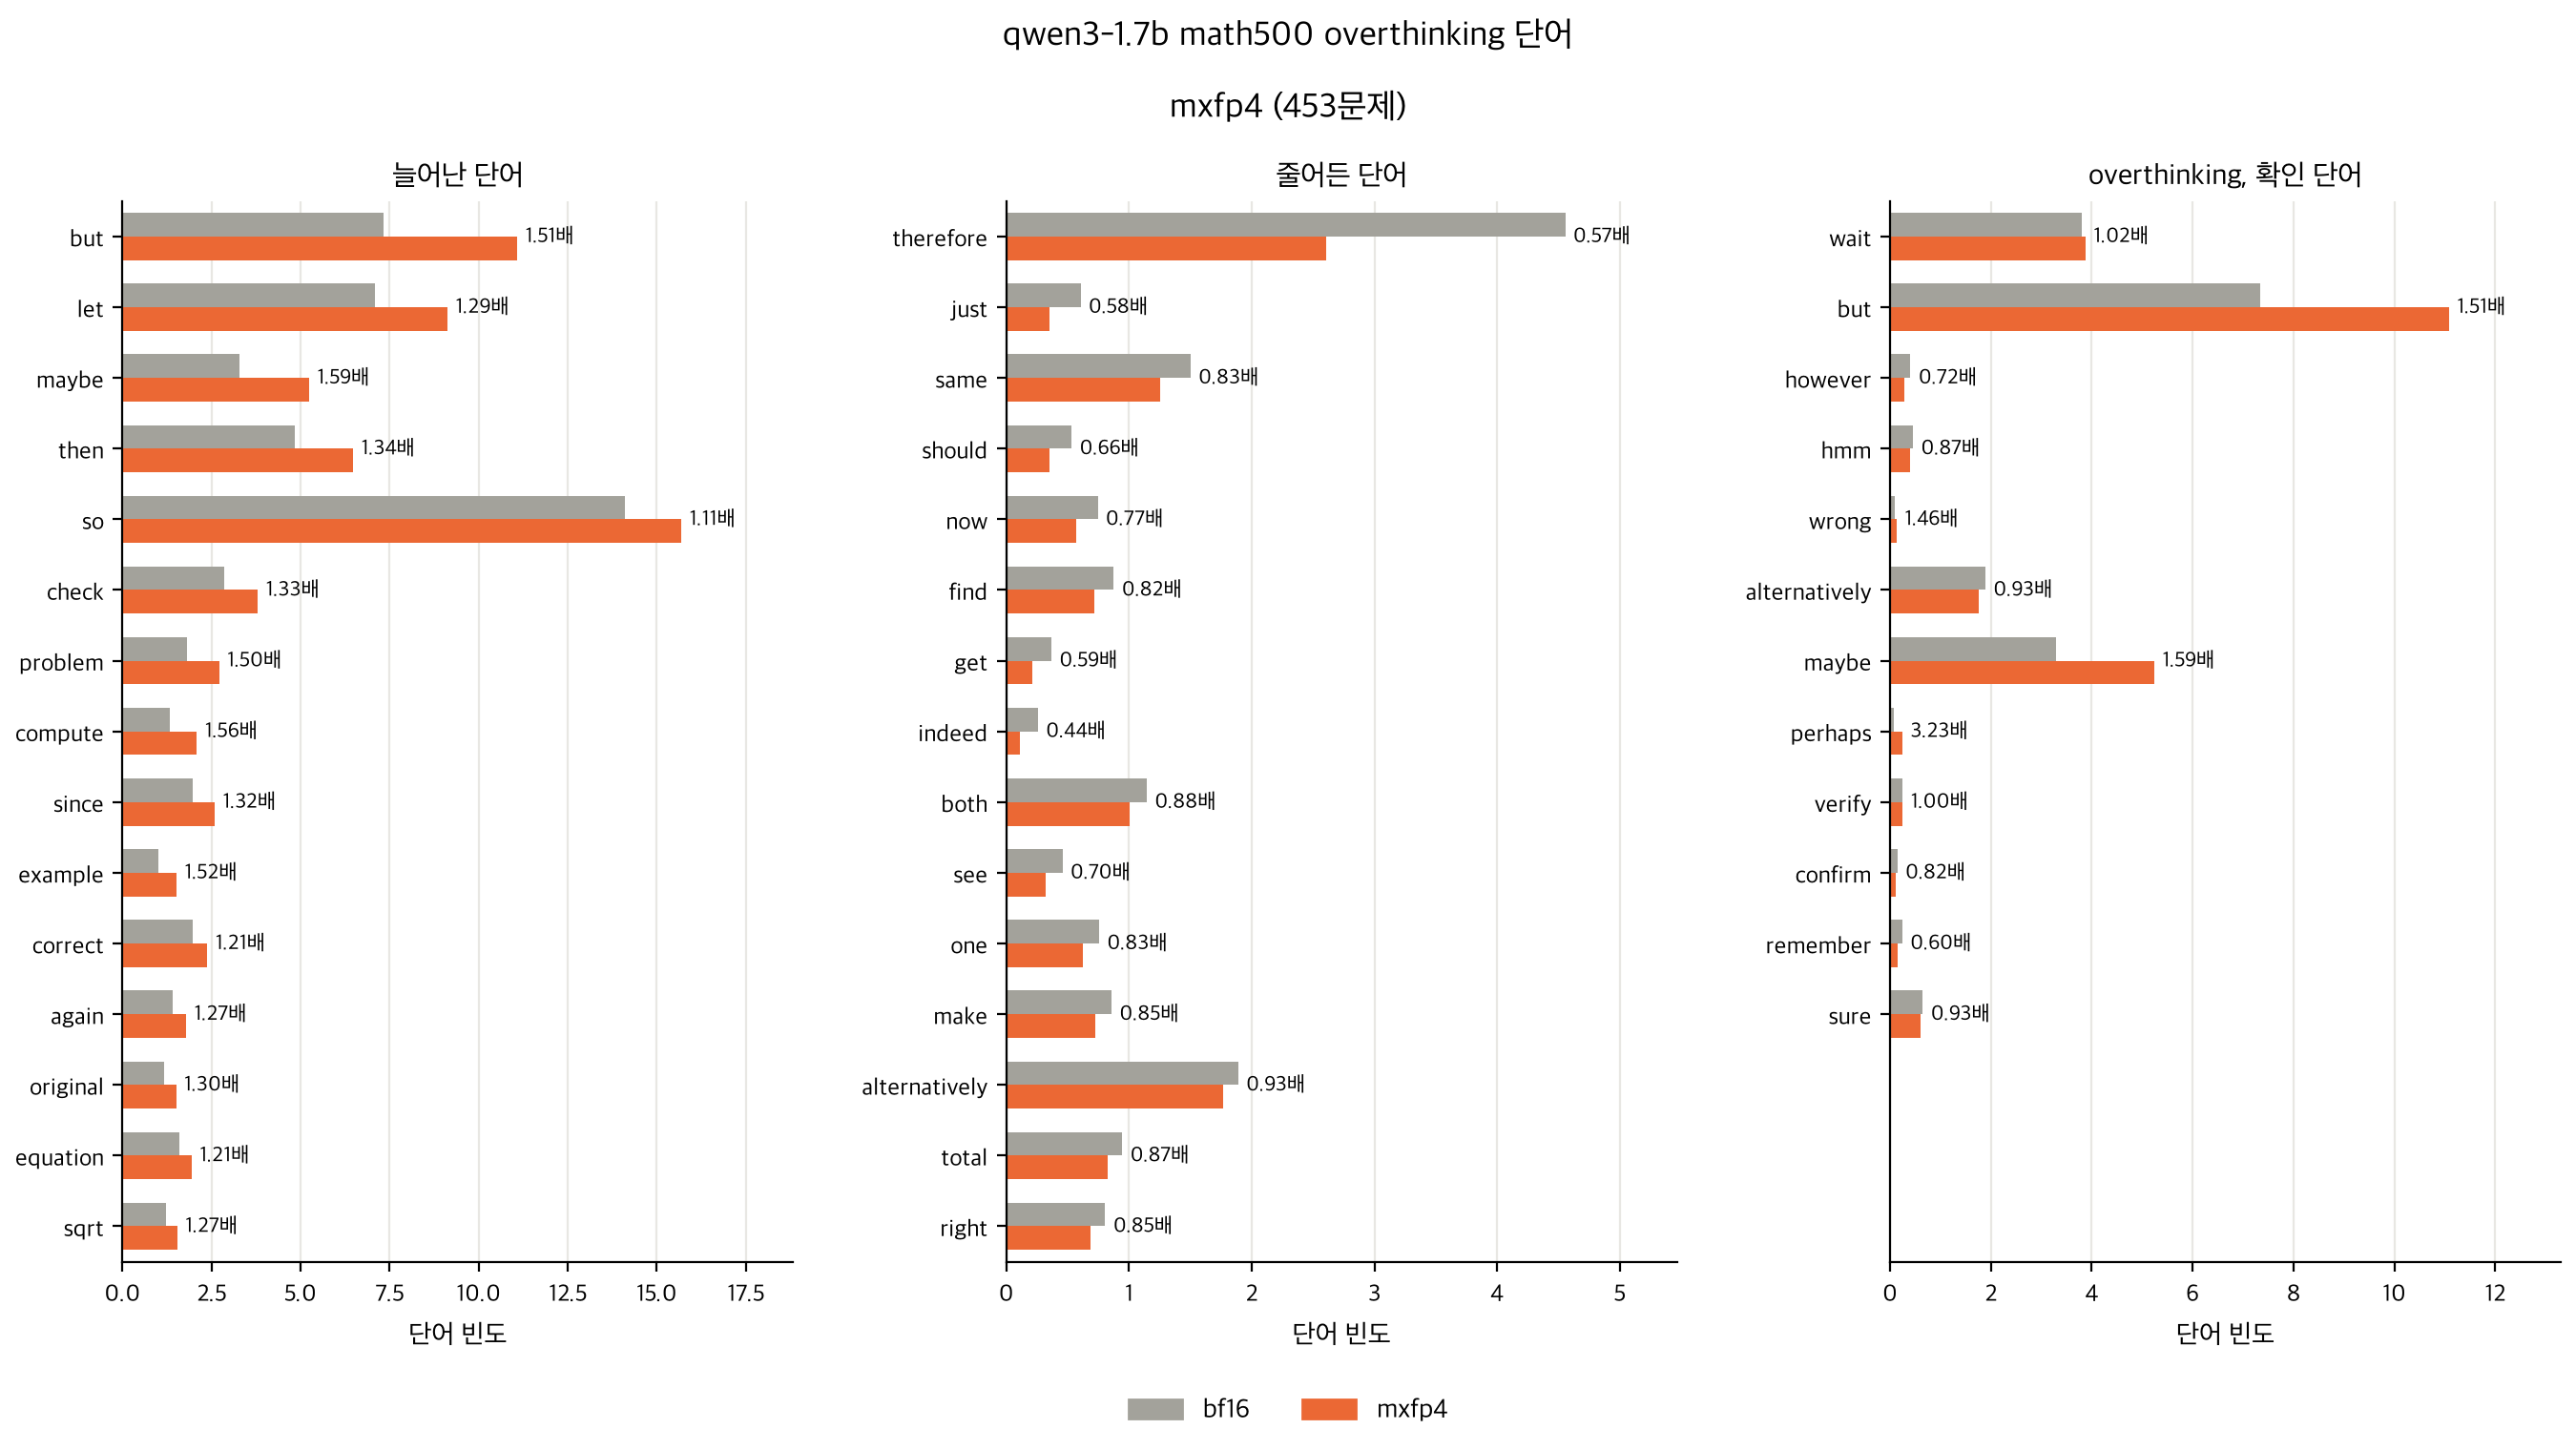 qwen3-1.7b math500 overthinking 단어
mxfp4 (453문제)
늘어난 단어
but 1.51배
let 1.29배
maybe 1.59배
then 1.34배
so 1.11배
check 1.33배
problem 1.50배
compute 1.56배
since 1.32배
example 1.52배
correct 1.21배
again 1.27배
original 1.30배
equation 1.21배
sqrt 1.27배
0.0 2.5 5.0 7.5 10.0 12.5 15.0 17.5
단어 빈도
줄어든 단어
therefore 0.57배
just 0.58배
same 0.83배
should 0.66배
now 0.77배
find 0.82배
get 0.59배
indeed 0.44배
both 0.88배
see 0.70배
one 0.83배
make 0.85배
alternatively 0.93배
total 0.87배
right 0.85배
0 1 2 3 4 5
단어 빈도
overthinking, 확인 단어
wait 1.02배
but 1.51배
however 0.72배
hmm 0.87배
wrong 1.46배
alternatively 0.93배
maybe 1.59배
perhaps 3.23배
verify 1.00배
confirm 0.82배
remember 0.60배
sure 0.93배
0 2 4 6 8 10 12
단어 빈도
bf16 mxfp4